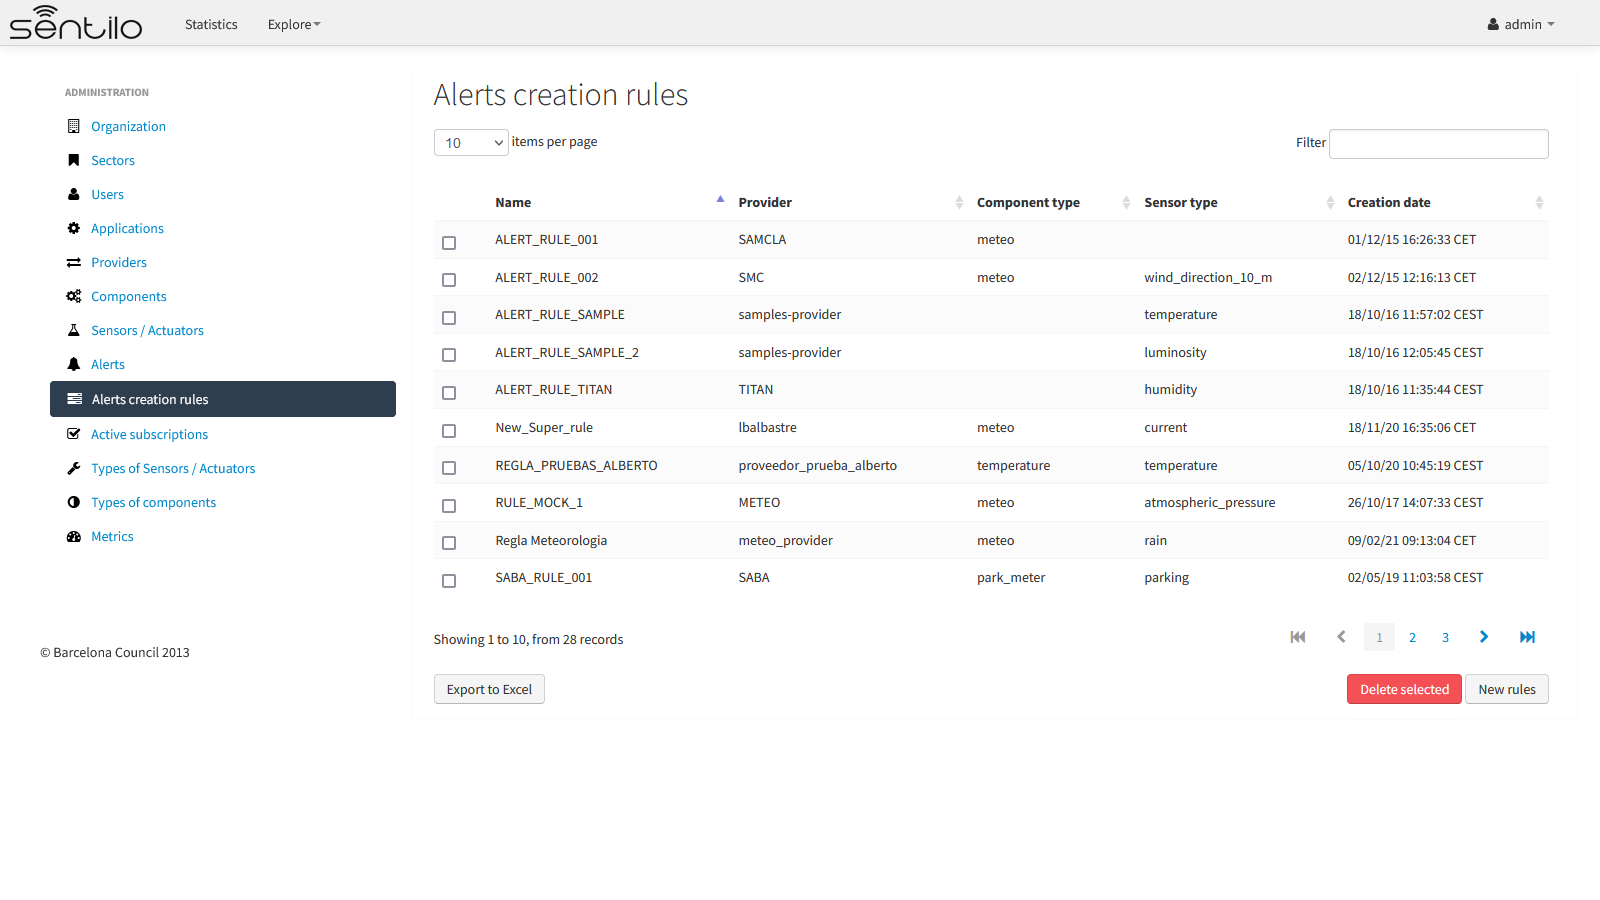 sentilo
Statistics
Explore
admin
ADMINISTRATION
Organization
Sectors
Users
Applications
Providers
Components
Sensors / Actuators
Alerts
Alerts creation rules
Active subscriptions
Types of Sensors / Actuators
Types of components
Metrics
© Barcelona Council 2013
Alerts creation rules
10 items per page
Filter
Name Provider Component type Sensor type Creation date
ALERT_RULE_001 SAMCLA meteo 01/12/15 16:26:33 CET
ALERT_RULE_002 SMC meteo wind_direction_10_m 02/12/15 12:16:13 CET
ALERT_RULE_SAMPLE samples-provider temperature 18/10/16 11:57:02 CEST
ALERT_RULE_SAMPLE_2 samples-provider luminosity 18/10/16 12:05:45 CEST
ALERT_RULE_TITAN TITAN humidity 18/10/16 11:35:44 CEST
New_Super_rule lbalbastre meteo current 18/11/20 16:35:06 CET
REGLA_PRUEBAS_ALBERTO proveedor_prueba_alberto temperature temperature 05/10/20 10:45:19 CEST
RULE_MOCK_1 METEO meteo atmospheric_pressure 26/10/17 14:07:33 CEST
Regla Meteorologia meteo_provider meteo rain 09/02/21 09:13:04 CET
SABA_RULE_001 SABA park_meter parking 02/05/19 11:03:58 CEST
Showing 1 to 10, from 28 records
1 2 3
Export to Excel
Delete selected
New rules